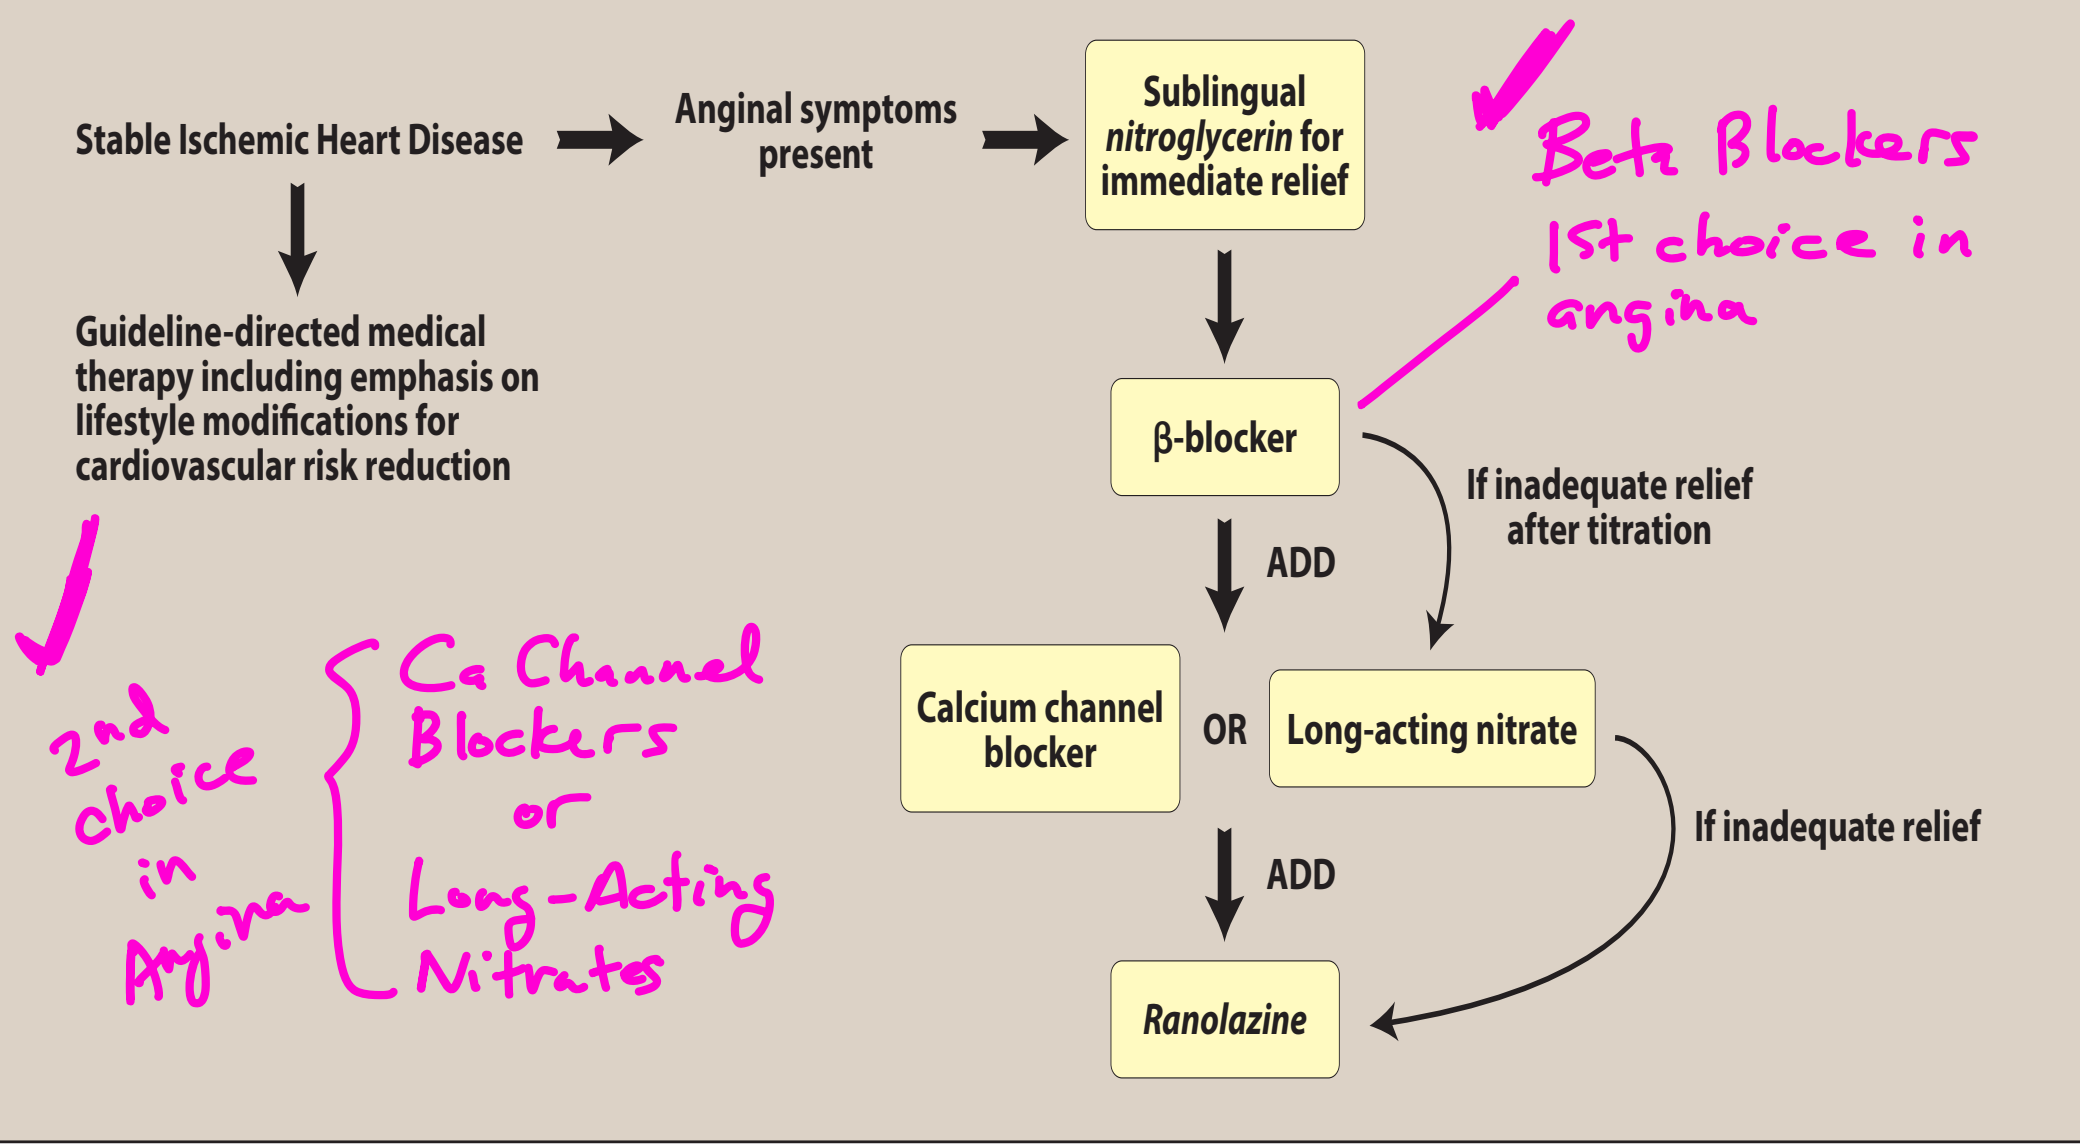 Stable Ischemic Heart Disease
Anginal symptoms
present
Sublingual
nitroglycerin for
immediate relief
Beta Blockers
1st choice in
angina
Guideline-directed medical
therapy including emphasis on
lifestyle modifications for
cardiovascular risk reduction
β-blocker
If inadequate relief
after titration
ADD
2nd
choice
in
Angina
Ca Channel
Blockers
or
Long-Acting
Nitrates
Calcium channel
blocker
OR
Long-acting nitrate
If inadequate relief
ADD
Ranolazine